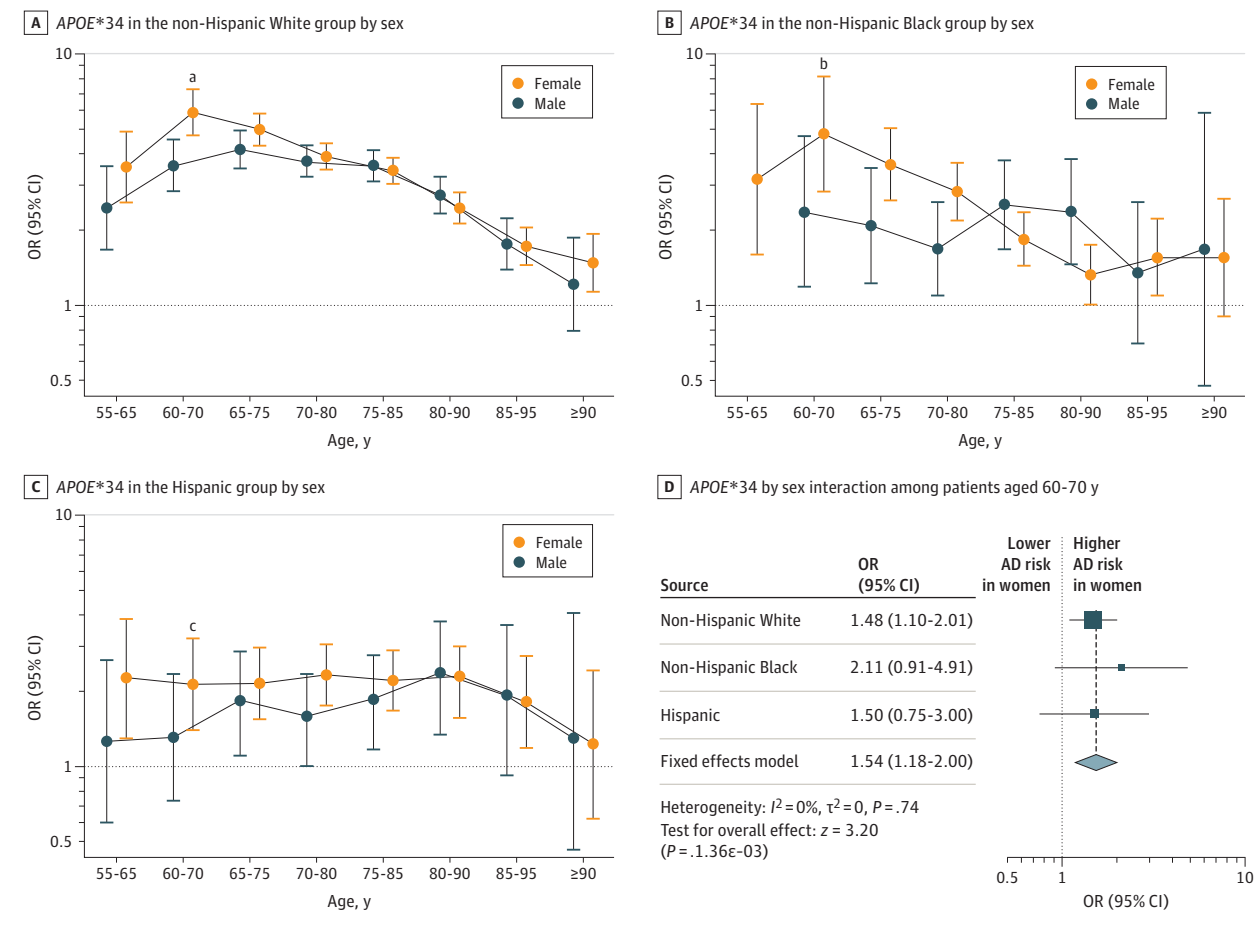 A APOE*34 in the non-Hispanic White group by sex
10
1
0.5
OR (95% CI)
a
Female
Male
55-65 60-70 65-75 70-80 75-85 80-90 85-95 ≥90
Age, y
B APOE*34 in the non-Hispanic Black group by sex
10
1
0.5
OR (95% CI)
b
Female
Male
55-65 60-70 65-75 70-80 75-85 80-90 85-95 ≥90
Age, y
C APOE*34 in the Hispanic group by sex
10
1
0.5
OR (95% CI)
c
Female
Male
55-65 60-70 65-75 70-80 75-85 80-90 85-95 ≥90
Age, y
D APOE*34 by sex interaction among patients aged 60-70 y
Lower Higher
OR AD risk AD risk
Source (95% CI) in women in women
Non-Hispanic White 1.48 (1.10-2.01)
Non-Hispanic Black 2.11 (0.91-4.91)
Hispanic 1.50 (0.75-3.00)
Fixed effects model 1.54 (1.18-2.00)
Heterogeneity: I² = 0%, τ² = 0, P = .74
Test for overall effect: z = 3.20
(P = .1.36ε-03)
0.5 1 10
OR (95% CI)